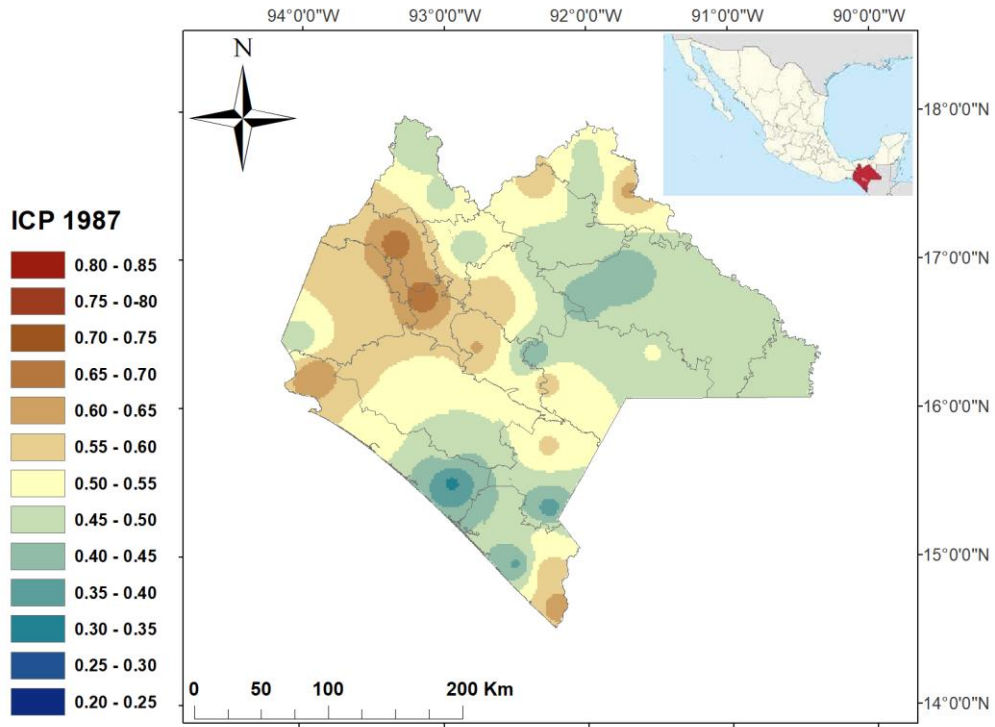 94°0'0"W 93°0'0"W 92°0'0"W 91°0'0"W 90°0'0"W
N
18°0'0"N
17°0'0"N
16°0'0"N
15°0'0"N
14°0'0"N
ICP 1987
0.80 - 0.85
0.75 - 0-80
0.70 - 0.75
0.65 - 0.70
0.60 - 0.65
0.55 - 0.60
0.50 - 0.55
0.45 - 0.50
0.40 - 0.45
0.35 - 0.40
0.30 - 0.35
0.25 - 0.30
0.20 - 0.25
0 50 100 200 Km